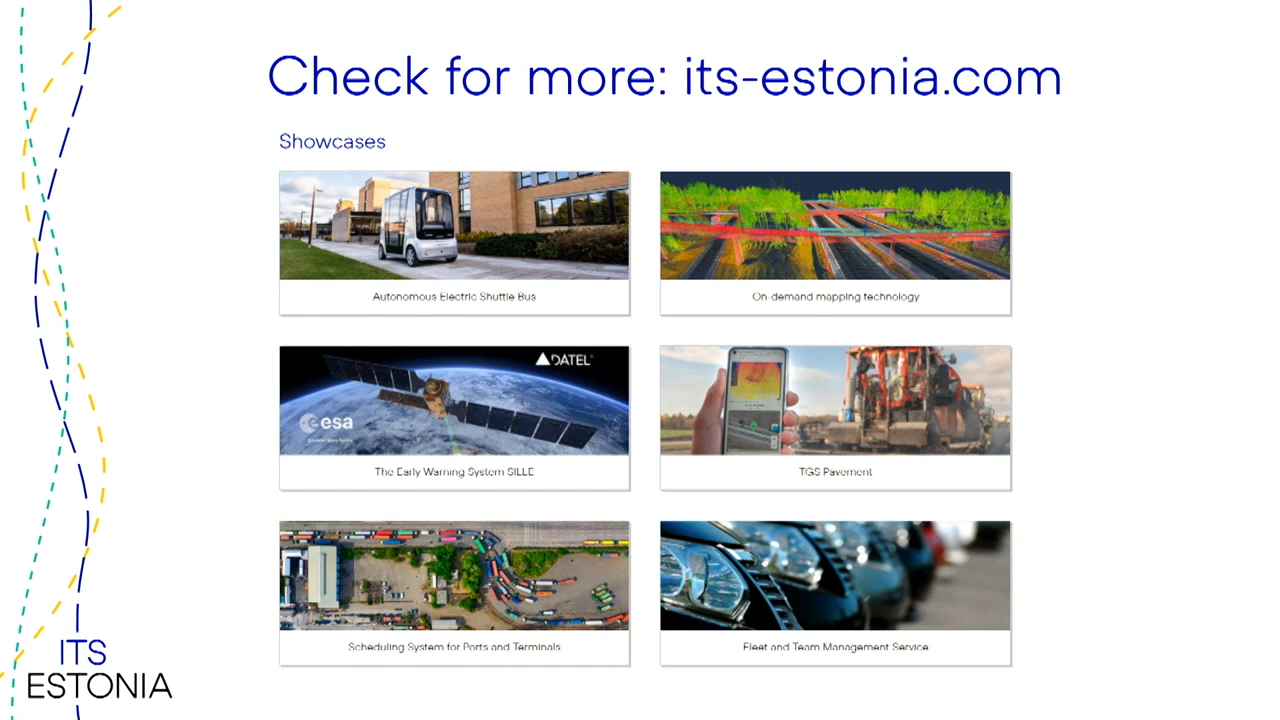 Check for more: its-estonia.com
Showcases
Autonomous Electric Shuttle Bus
On-demand mapping technology
DATEL
esa
The Early Warning System SILLE
TGS Pavement
Scheduling System for Ports and Terminals
Fleet and Team Management Service
ITS
ESTONIA